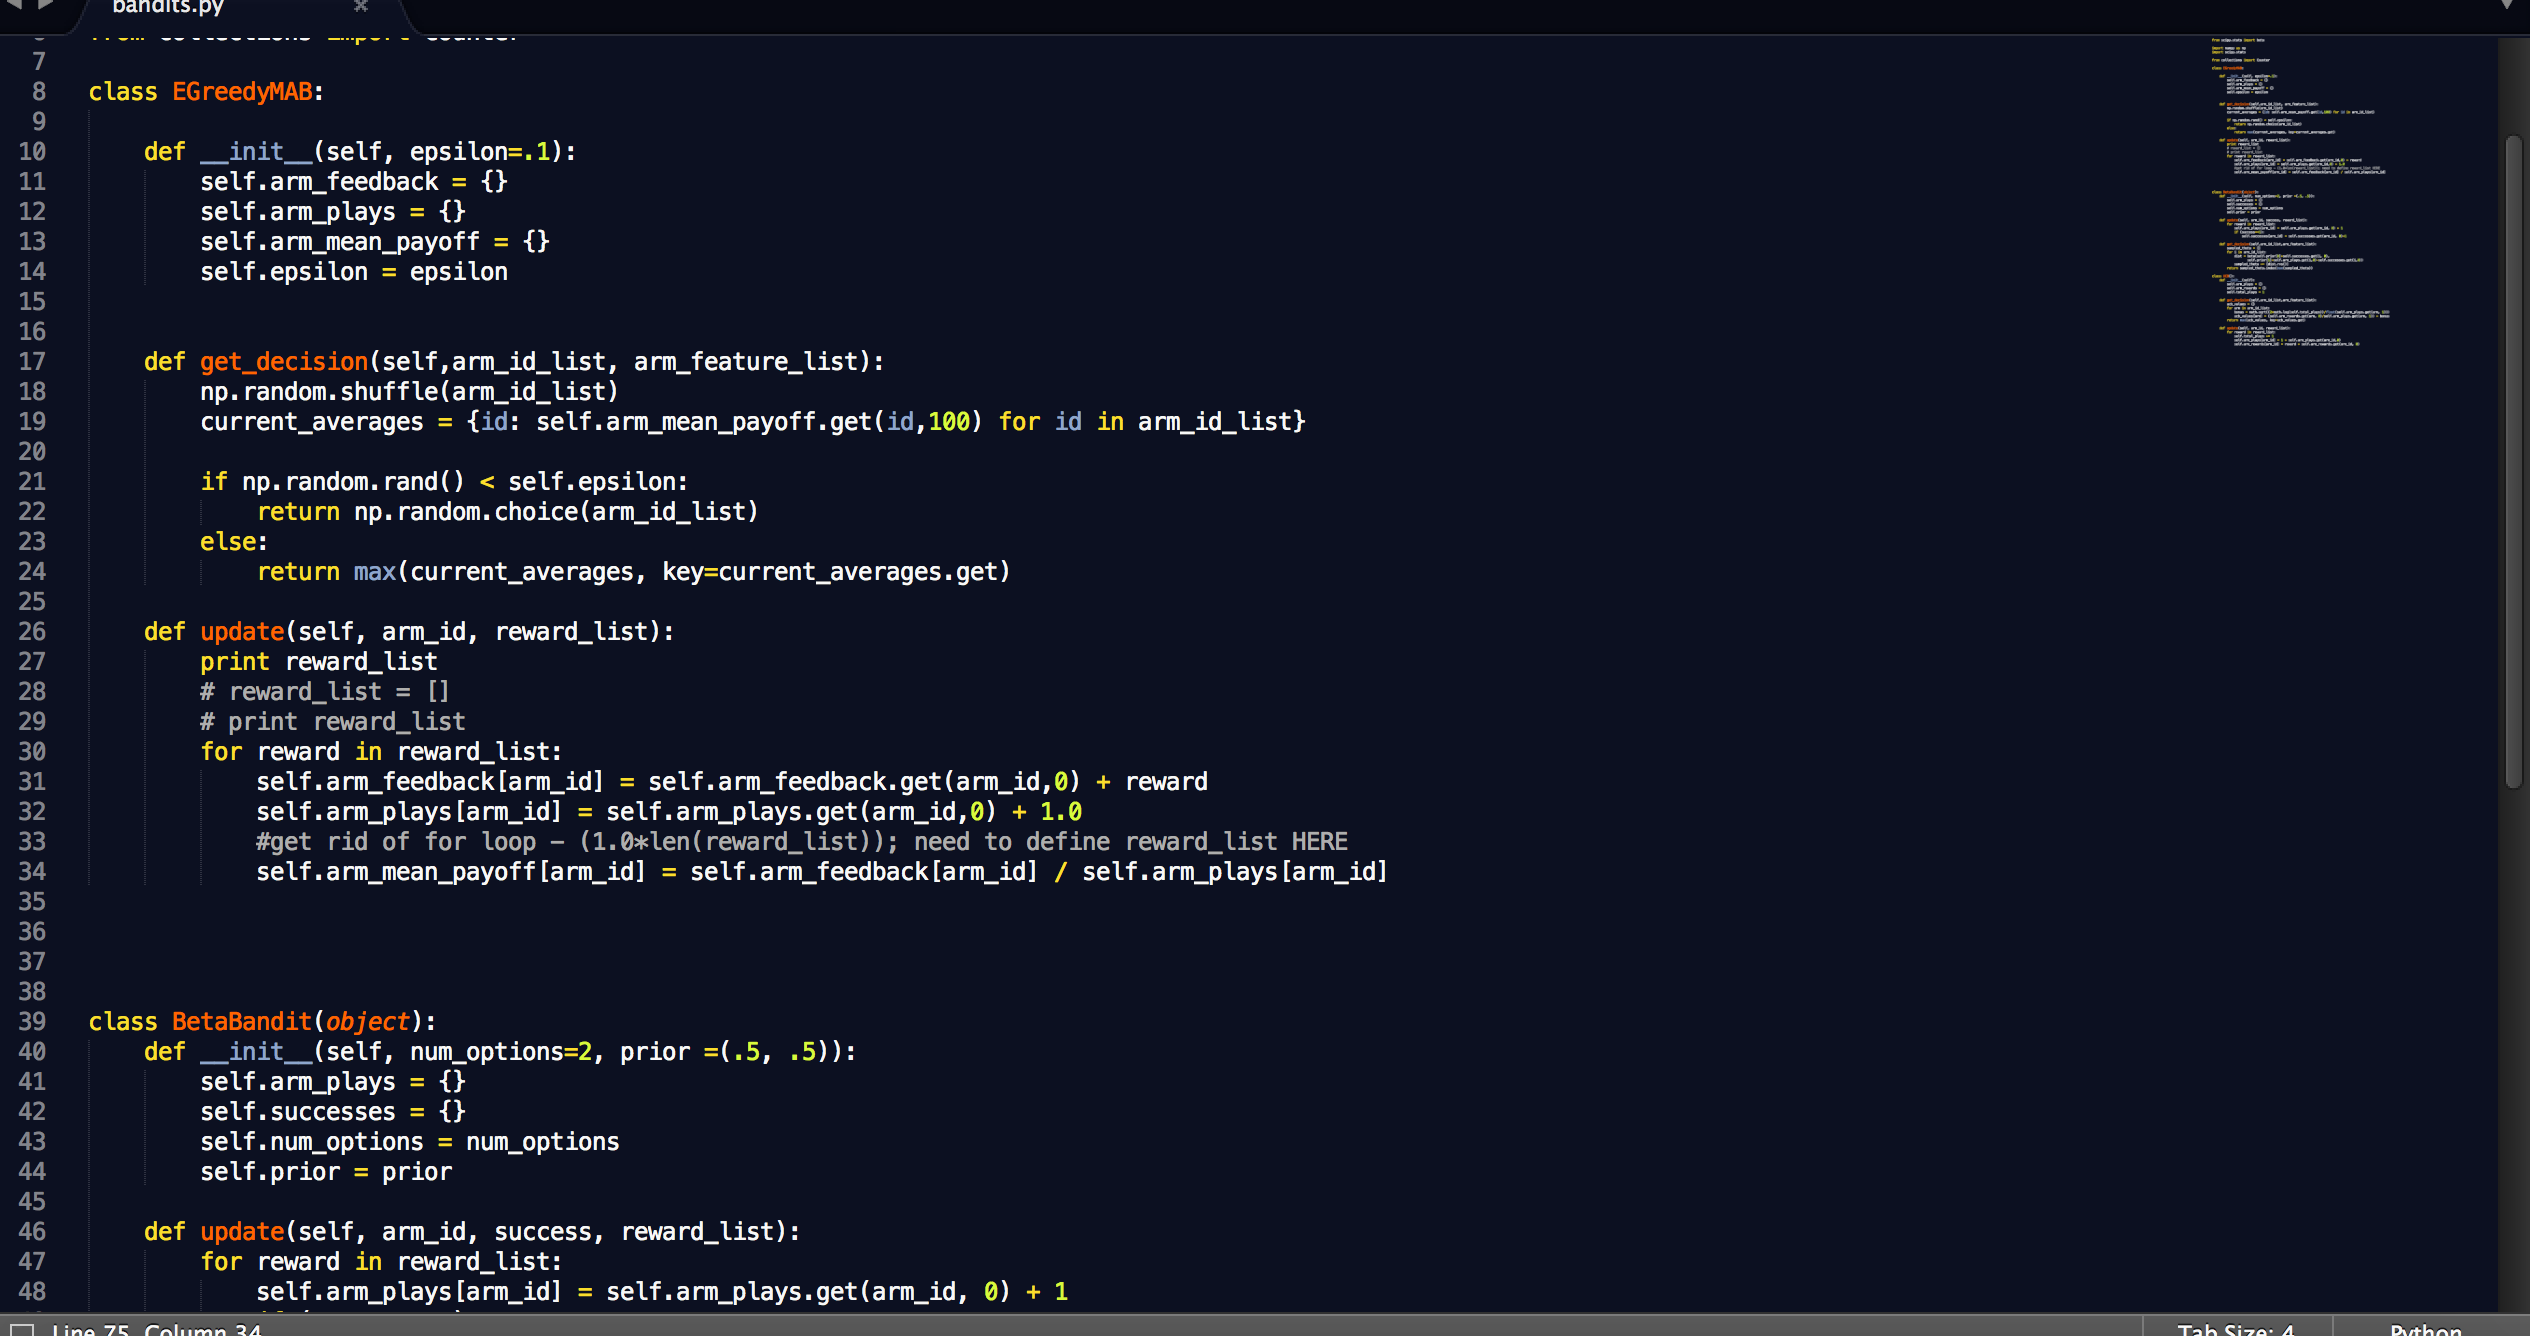 bandits.py ×
6 from collections import Counter
7
8 class EGreedyMAB:
9
10     def __init__(self, epsilon=.1):
11         self.arm_feedback = {}
12         self.arm_plays = {}
13         self.arm_mean_payoff = {}
14         self.epsilon = epsilon
15
16
17     def get_decision(self,arm_id_list, arm_feature_list):
18         np.random.shuffle(arm_id_list)
19         current_averages = {id: self.arm_mean_payoff.get(id,100) for id in arm_id_list}
20
21         if np.random.rand() < self.epsilon:
22             return np.random.choice(arm_id_list)
23         else:
24             return max(current_averages, key=current_averages.get)
25
26     def update(self, arm_id, reward_list):
27         print reward_list
28         # reward_list = []
29         # print reward_list
30         for reward in reward_list:
31             self.arm_feedback[arm_id] = self.arm_feedback.get(arm_id,0) + reward
32             self.arm_plays[arm_id] = self.arm_plays.get(arm_id,0) + 1.0
33             #get rid of for loop – (1.0*len(reward_list)); need to define reward_list HERE
34             self.arm_mean_payoff[arm_id] = self.arm_feedback[arm_id] / self.arm_plays[arm_id]
35
36
37
38
39 class BetaBandit(object):
40     def __init__(self, num_options=2, prior =(.5, .5)):
41         self.arm_plays = {}
42         self.successes = {}
43         self.num_options = num_options
44         self.prior = prior
45
46     def update(self, arm_id, success, reward_list):
47         for reward in reward_list:
48             self.arm_plays[arm_id] = self.arm_plays.get(arm_id, 0) + 1
Line 75, Column 34
Tab Size: 4
Python